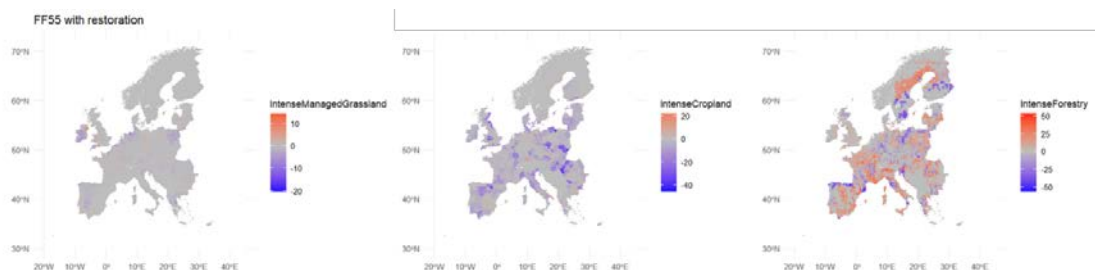 FF55 with restoration
70°N
60°N
50°N
40°N
30°N
20°W 10°W 0° 10°E 20°E 30°E 40°E
IntenseManagedGrassland
10
0
-10
-20
70°N
60°N
50°N
40°N
30°N
20°W 10°W 0° 10°E 20°E 30°E 40°E
IntenseCropland
20
0
-20
-40
70°N
60°N
50°N
40°N
30°N
20°W 10°W 0° 10°E 20°E 30°E 40°E
IntenseForestry
50
25
0
-25
-50